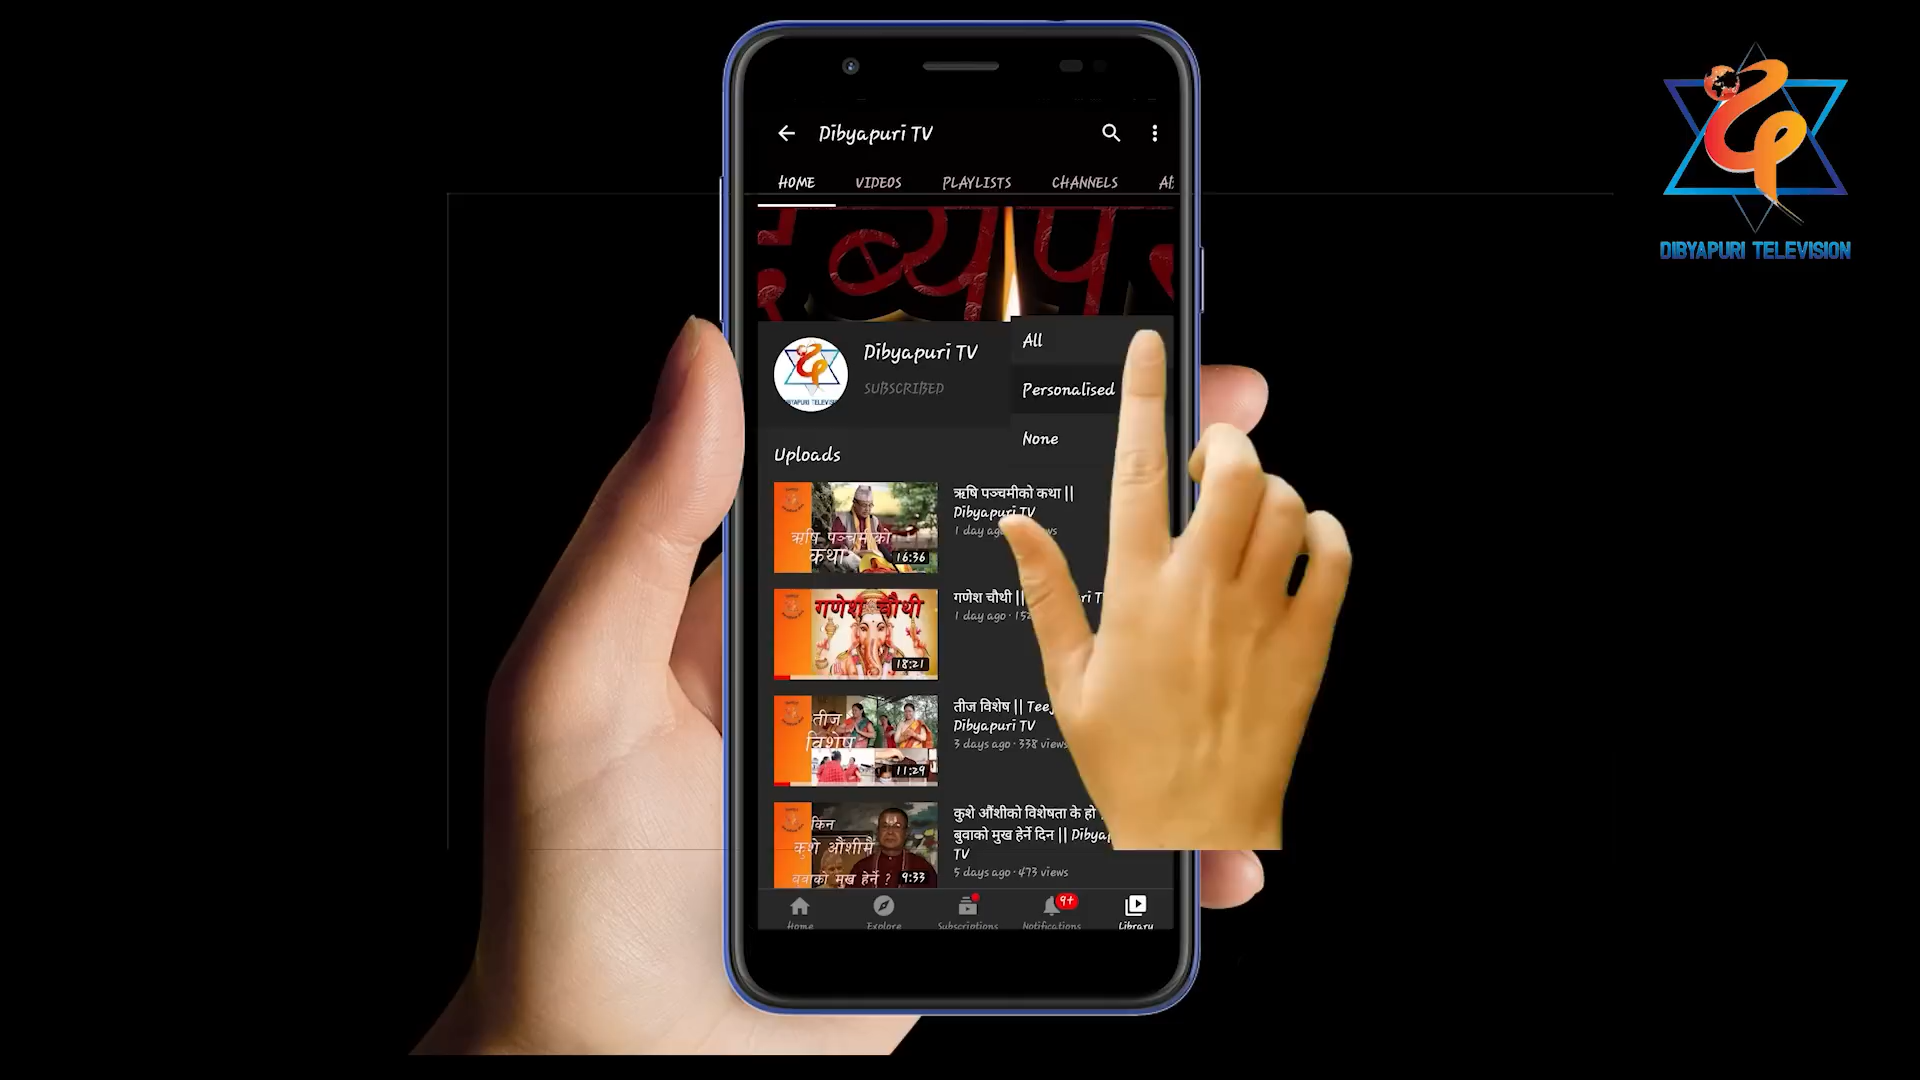 Dibyapuri TV
HOME VIDEOS PLAYLISTS CHANNELS
DIBYAPURI TELEVISION
Dibyapuri TV
SUBSCRIBED
All
Personalised
None
Uploads
ऋषि पञ्चमीको
कथा
16:36
ऋषि पञ्चमीको कथा ||
Dibyapuri TV
1 day ago
गणेश चौथी
18:21
गणेश चौथी ||
1 day ago
तीज
विशेष
11:29
तीज विशेष || Teej
Dibyapuri TV
3 days ago · 338 views
किन
कुशे औंशीमैं
बुवाको मुख हेर्ने ?
9:33
कुशे औंशीको विशेषता के हो
बुवाको मुख हेर्ने दिन ||
TV
5 days ago · 473 views
9+
Home Explore Subscriptions Notifications Library